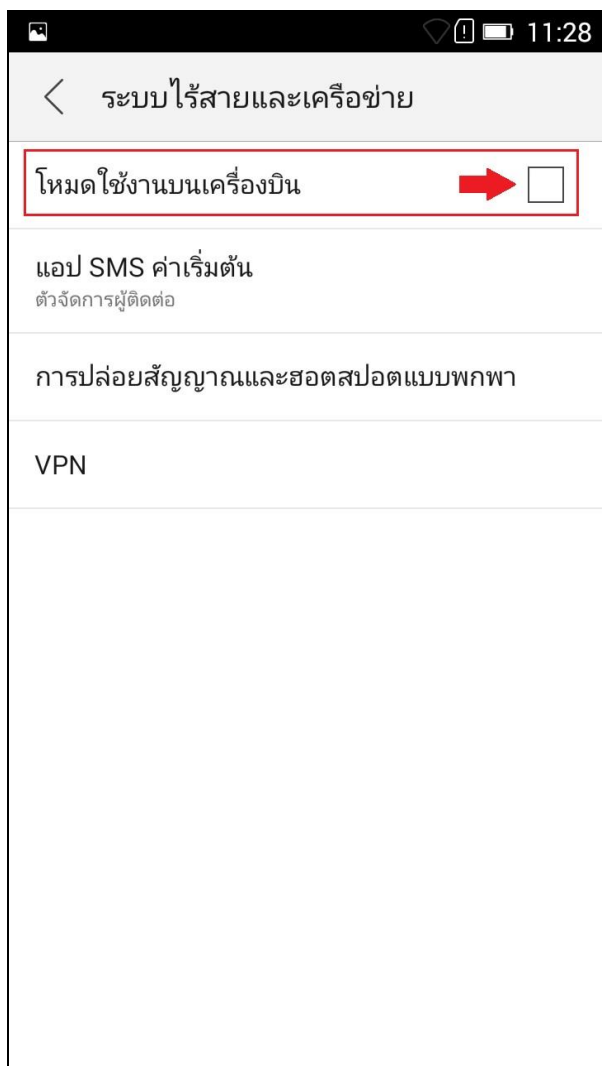 11:28
ระบบไร้สายและเครือข่าย
โหมดใช้งานบนเครื่องบิน
แอป SMS ค่าเริ่มต้น
ตัวจัดการผู้ติดต่อ
การปล่อยสัญญาณและฮอตสปอตแบบพกพา
VPN